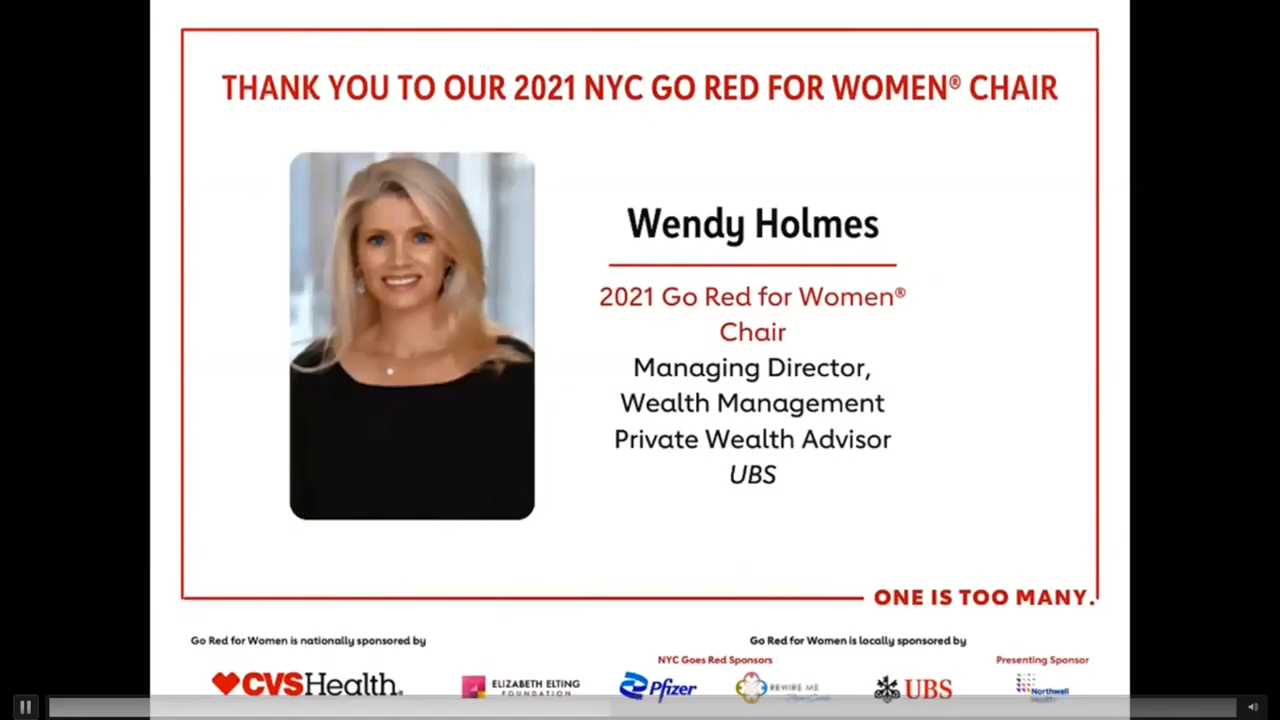 THANK YOU TO OUR 2021 NYC GO RED FOR WOMEN® CHAIR
Wendy Holmes
2021 Go Red for Women®
Chair
Managing Director,
Wealth Management
Private Wealth Advisor
UBS
ONE IS TOO MANY.
Go Red for Women is nationally sponsored by
Go Red for Women is locally sponsored by
NYC Goes Red Sponsors
Presenting Sponsor
CVSHealth.
ELIZABETH ELTING
FOUNDATION
Pfizer
REWIRE ME
UBS
Northwell